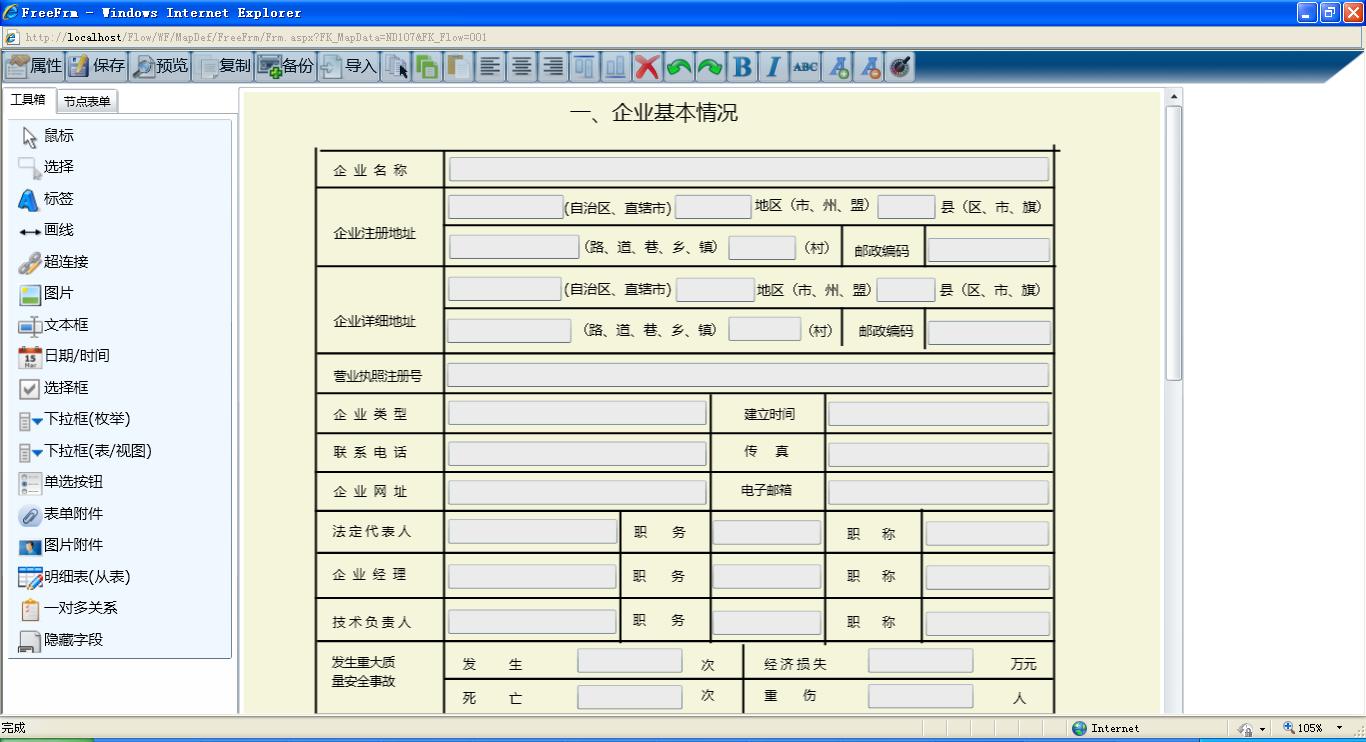 FreeFrm - Windows Internet Explorer
http://localhost/Flow/WF/MapDef/FreeFrm/Frm.aspx?FK_MapData=ND107&FK_Flow=001
属性 保存 预览 复制 备份 导入 B I ABC
工具箱 节点表单
鼠标
选择
标签
画线
超连接
图片
文本框
15 Mar 日期/时间
选择框
下拉框(枚举)
下拉框(表/视图)
单选按钮
表单附件
图片附件
明细表(从表)
一对多关系
隐藏字段
一、企业基本情况
企 业 名 称
企业注册地址
(自治区、直辖市) 地区（市、州、盟） 县（区、市、旗）
（路、道、巷、乡、镇） （村） 邮政编码
企业详细地址
(自治区、直辖市) 地区（市、州、盟） 县（区、市、旗）
（路、道、巷、乡、镇） （村） 邮政编码
营业执照注册号
企 业 类 型 建立时间
联 系 电 话 传 真
企 业 网 址 电子邮箱
法定代表人 职 务 职 称
企 业 经 理 职 务 职 称
技术负责人 职 务 职 称
发生重大质
量安全事故
发 生 次 经济损失 万元
死 亡 次 重 伤 人
完成 Internet 105%